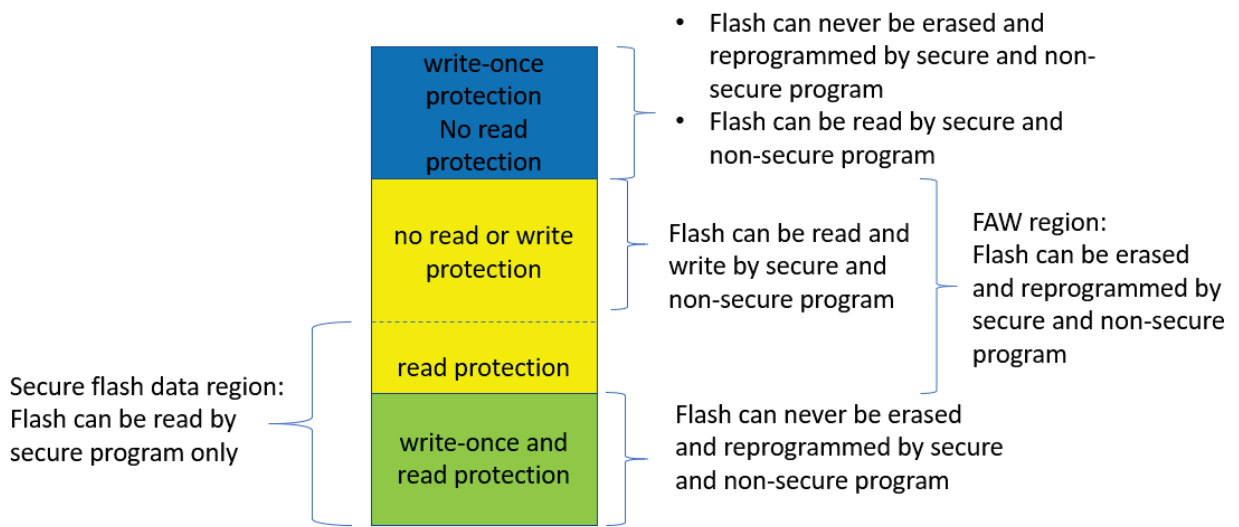 write-once
protection
No read
protection
• Flash can never be erased and
reprogrammed by secure and non-
secure program
• Flash can be read by secure and
non-secure program
no read or write
protection
Flash can be read and
write by secure and
non-secure program
FAW region:
Flash can be erased
and reprogrammed by
secure and non-secure
program
read protection
Secure flash data region:
Flash can be read by
secure program only
write-once and
read protection
Flash can never be erased
and reprogrammed by secure
and non-secure program